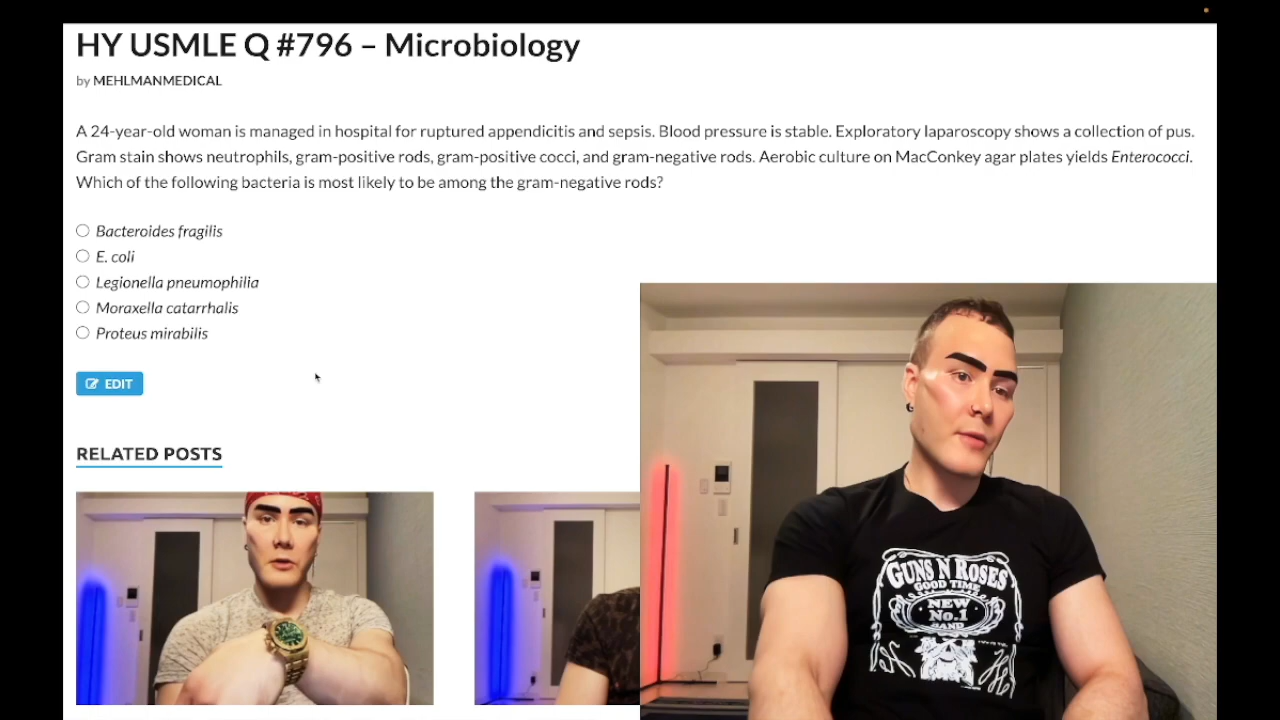 HY USMLE Q #796 – Microbiology
by MEHLMANMEDICAL
A 24-year-old woman is managed in hospital for ruptured appendicitis and sepsis. Blood pressure is stable. Exploratory laparoscopy shows a collection of pus.
Gram stain shows neutrophils, gram-positive rods, gram-positive cocci, and gram-negative rods. Aerobic culture on MacConkey agar plates yields Enterococci.
Which of the following bacteria is most likely to be among the gram-negative rods?
Bacteroides fragilis
E. coli
Legionella pneumophilia
Moraxella catarrhalis
Proteus mirabilis
EDIT
RELATED POSTS
GUNS N ROSES
GOOD TIME
NEW
No.1
BAND